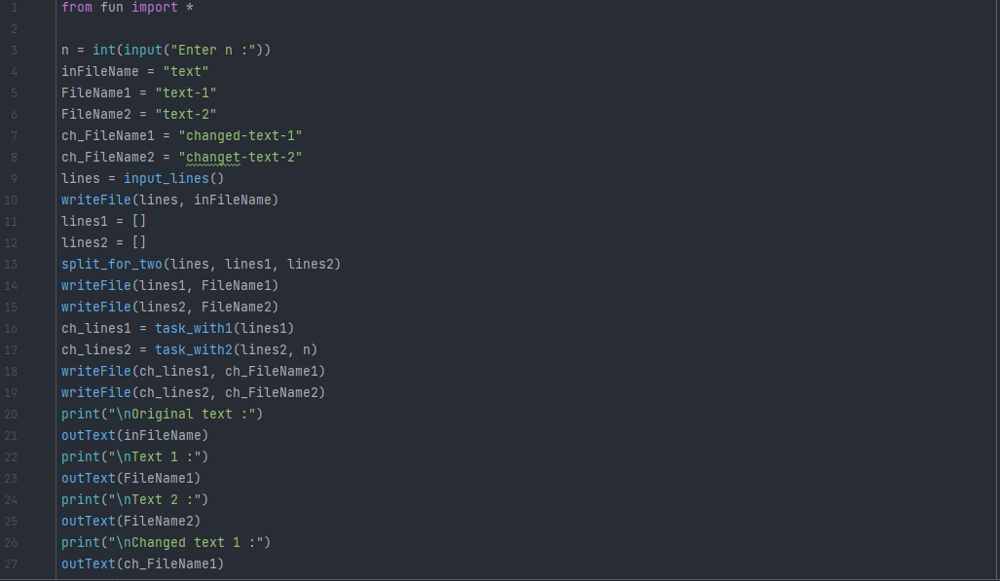 1 from fun import *
2
3 n = int(input("Enter n :"))
4 inFileName = "text"
5 FileName1 = "text-1"
6 FileName2 = "text-2"
7 ch_FileName1 = "changed-text-1"
8 ch_FileName2 = "changet-text-2"
9 lines = input_lines()
10 writeFile(lines, inFileName)
11 lines1 = []
12 lines2 = []
13 split_for_two(lines, lines1, lines2)
14 writeFile(lines1, FileName1)
15 writeFile(lines2, FileName2)
16 ch_lines1 = task_with1(lines1)
17 ch_lines2 = task_with2(lines2, n)
18 writeFile(ch_lines1, ch_FileName1)
19 writeFile(ch_lines2, ch_FileName2)
20 print("\nOriginal text :")
21 outText(inFileName)
22 print("\nText 1 :")
23 outText(FileName1)
24 print("\nText 2 :")
25 outText(FileName2)
26 print("\nChanged text 1 :")
27 outText(ch_FileName1)